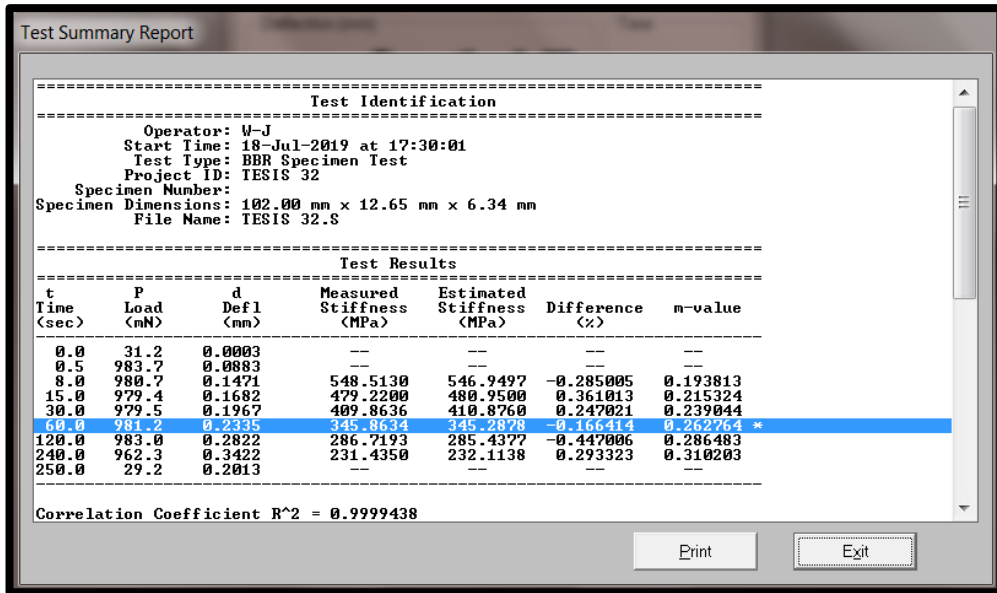 Test Summary Report
================================================================================
Test Identification
================================================================================
Operator: W-J
Start Time: 18-Jul-2019 at 17:30:01
Test Type: BBR Specimen Test
Project ID: TESIS 32
Specimen Number:
Specimen Dimensions: 102.00 mm x 12.65 mm x 6.34 mm
File Name: TESIS 32.S
================================================================================
Test Results
================================================================================
t P d Measured Estimated
Time Load Defl Stiffness Stiffness Difference m-value
(sec) (mN) (mm) (MPa) (MPa) (%)
--------------------------------------------------------------------------------
0.0 31.2 0.0003 -- -- -- --
0.5 983.7 0.0883 -- -- -- --
8.0 980.7 0.1471 548.5130 546.9497 -0.285005 0.193813
15.0 979.4 0.1682 479.2200 480.9500 0.361013 0.215324
30.0 979.5 0.1967 409.8636 410.8760 0.247021 0.239044
60.0 981.2 0.2335 345.8634 345.2878 -0.166414 0.262764 *
120.0 983.0 0.2822 286.7193 285.4377 -0.447006 0.286483
240.0 962.3 0.3422 231.4350 232.1138 0.293323 0.310203
250.0 29.2 0.2013 -- -- -- --
--------------------------------------------------------------------------------
Correlation Coefficient R^2 = 0.9999438
Print Exit